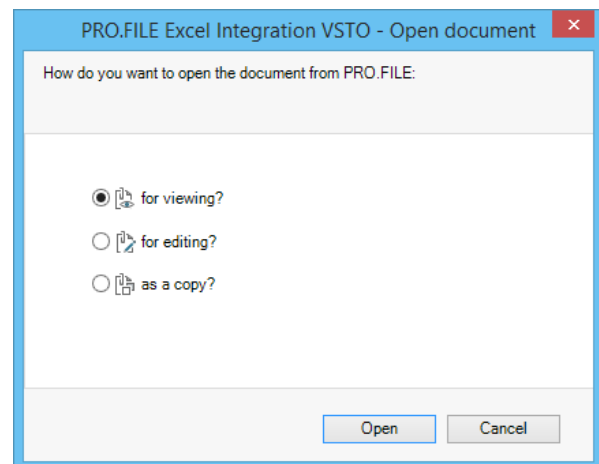 PRO.FILE Excel Integration VSTO - Open document
How do you want to open the document from PRO.FILE:
for viewing?
for editing?
as a copy?
Open Cancel